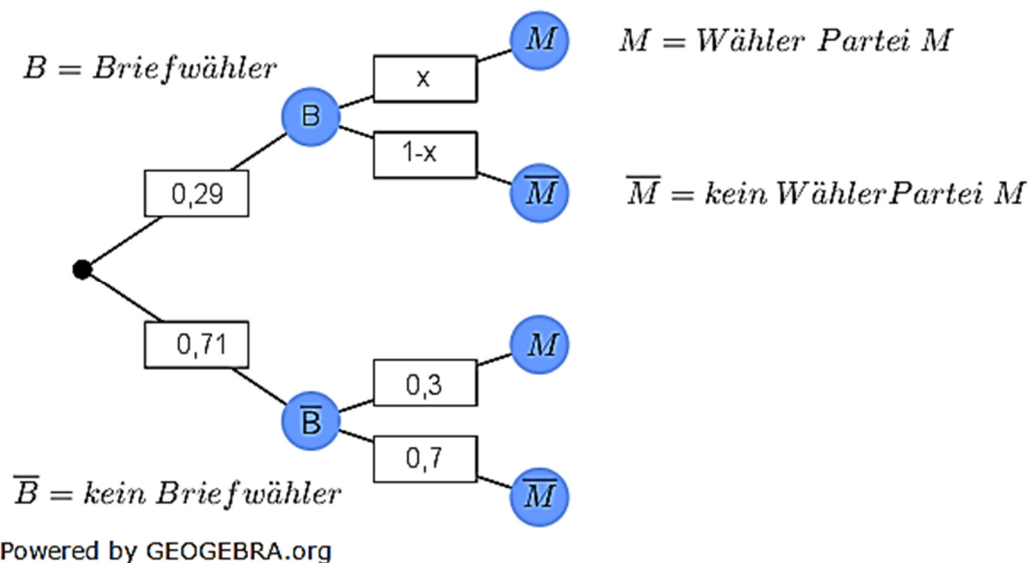 M = Wähler Partei M
M
B = Briefwähler
x
B
1-x
M̅
M̅ = kein WählerPartei M
0,29
0,71
M
0,3
B̅
0,7
M̅
B̅ = kein Briefwähler
Powered by GEOGEBRA.org